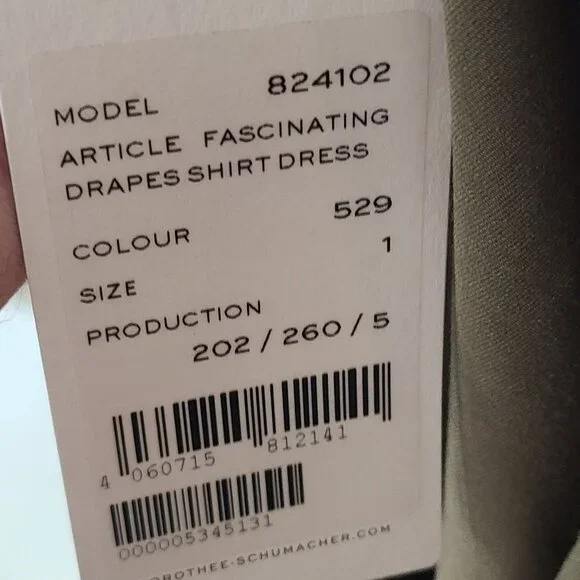 MODEL 824102
ARTICLE FASCINATING
DRAPES SHIRT DRESS
COLOUR 529
SIZE 1
PRODUCTION
202 / 260 / 5
4 060715 812141
000005345131
OROTHEE-SCHUMACHER.COM